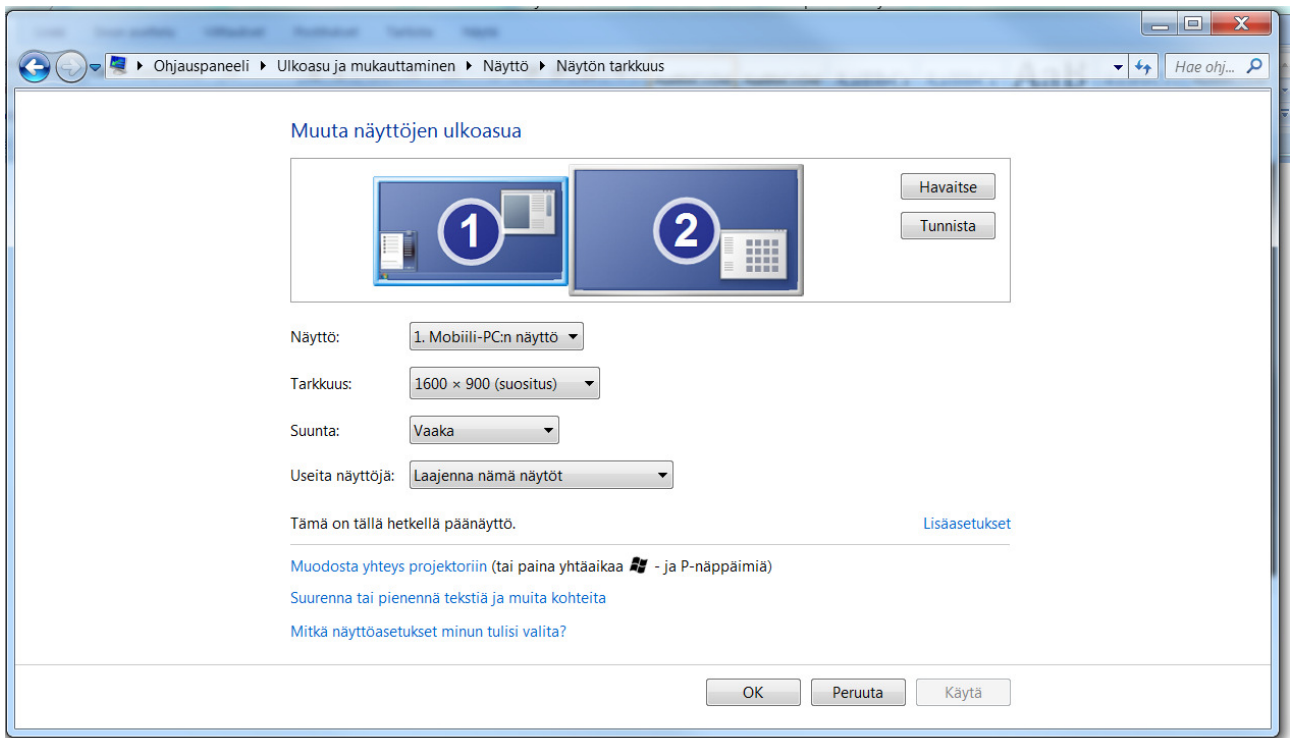 Ohjauspaneeli Ulkoasu ja mukauttaminen Näyttö Näytön tarkkuus Hae ohj...
Muuta näyttöjen ulkoasua
1 2
Havaitse
Tunnista
Näyttö: 1. Mobiili-PC:n näyttö
Tarkkuus: 1600 × 900 (suositus)
Suunta: Vaaka
Useita näyttöjä: Laajenna nämä näytöt
Tämä on tällä hetkellä päänäyttö. Lisäasetukset
Muodosta yhteys projektoriin (tai paina yhtäaikaa - ja P-näppäimiä)
Suurenna tai pienennä tekstiä ja muita kohteita
Mitkä näyttöasetukset minun tulisi valita?
OK Peruuta Käytä